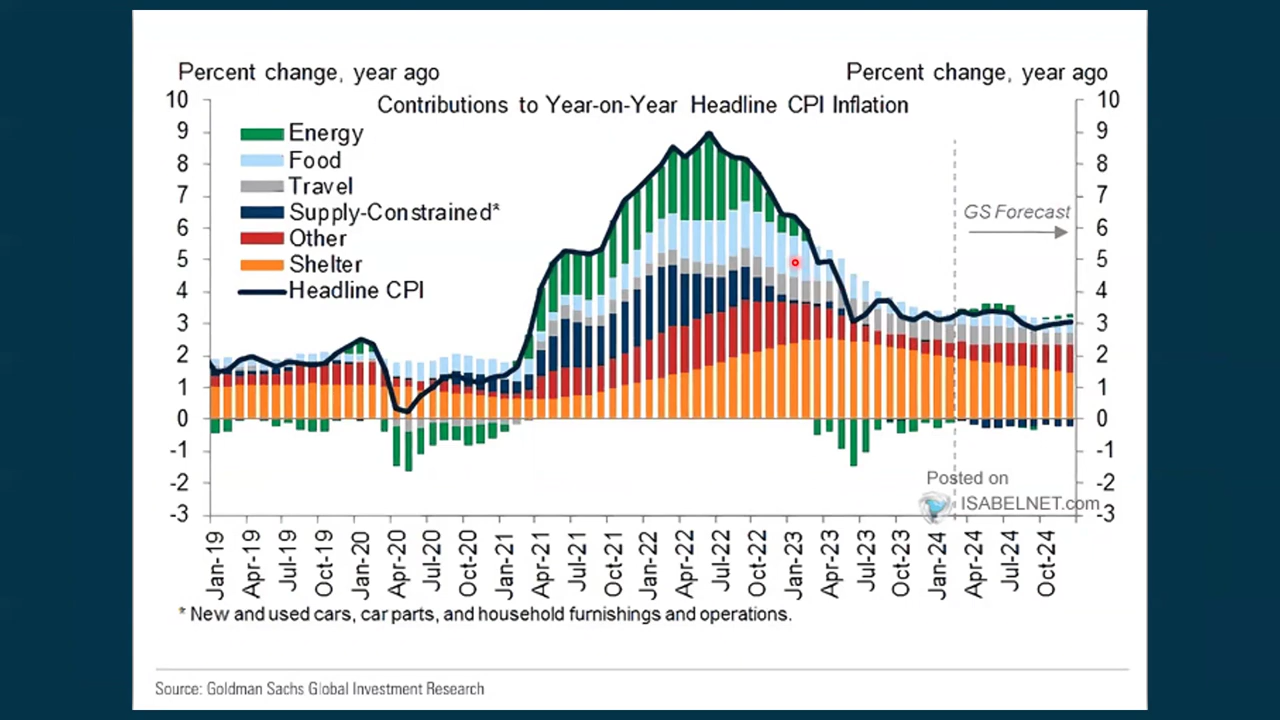 Percent change, year ago
Percent change, year ago
Contributions to Year-on-Year Headline CPI Inflation
10
9
8
7
6
5
4
3
2
1
0
-1
-2
-3
Energy
Food
Travel
Supply-Constrained*
Other
Shelter
Headline CPI
GS Forecast
10
9
8
7
6
5
4
3
2
1
0
-1
-2
-3
Posted on
ISABELNET.com
Jan-19
Apr-19
Jul-19
Oct-19
Jan-20
Apr-20
Jul-20
Oct-20
Jan-21
Apr-21
Jul-21
Oct-21
Jan-22
Apr-22
Jul-22
Oct-22
Jan-23
Apr-23
Jul-23
Oct-23
Jan-24
Apr-24
Jul-24
Oct-24
* New and used cars, car parts, and household furnishings and operations.
Source: Goldman Sachs Global Investment Research